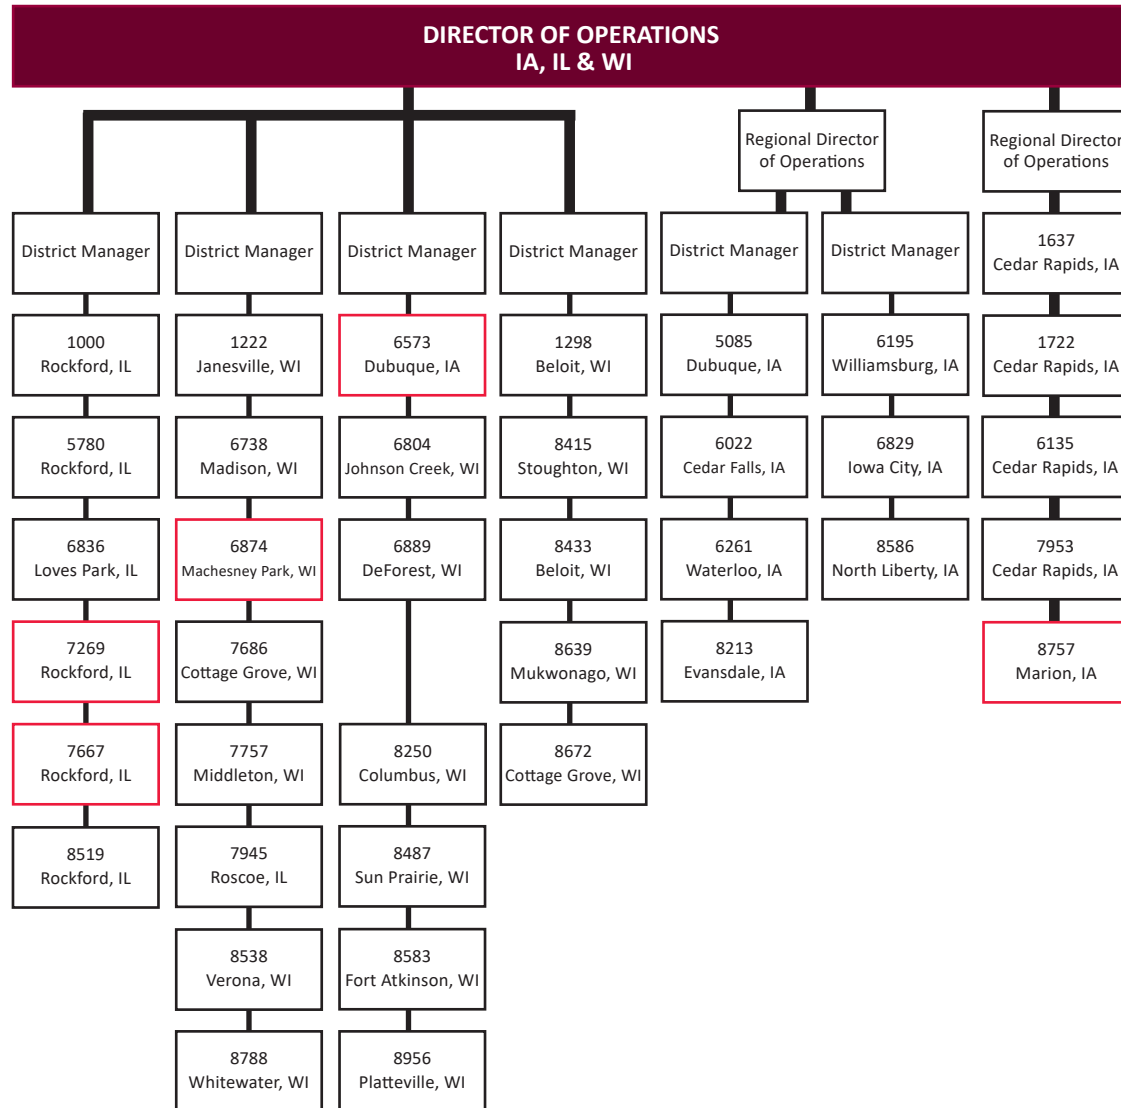 DIRECTOR OF OPERATIONS
IA, IL & WI
Regional Director
of Operations
Regional Director
of Operations
District Manager
1000
Rockford, IL
5780
Rockford, IL
6836
Loves Park, IL
7269
Rockford, IL
7667
Rockford, IL
8519
Rockford, IL
District Manager
1222
Janesville, WI
6738
Madison, WI
6874
Machesney Park, WI
7686
Cottage Grove, WI
7757
Middleton, WI
7945
Roscoe, IL
8538
Verona, WI
8788
Whitewater, WI
District Manager
6573
Dubuque, IA
6804
Johnson Creek, WI
6889
DeForest, WI
8250
Columbus, WI
8487
Sun Prairie, WI
8583
Fort Atkinson, WI
8956
Platteville, WI
District Manager
1298
Beloit, WI
8415
Stoughton, WI
8433
Beloit, WI
8639
Mukwonago, WI
8672
Cottage Grove, WI
District Manager
5085
Dubuque, IA
6022
Cedar Falls, IA
6261
Waterloo, IA
8213
Evansdale, IA
District Manager
6195
Williamsburg, IA
6829
Iowa City, IA
8586
North Liberty, IA
1637
Cedar Rapids, IA
1722
Cedar Rapids, IA
6135
Cedar Rapids, IA
7953
Cedar Rapids, IA
8757
Marion, IA